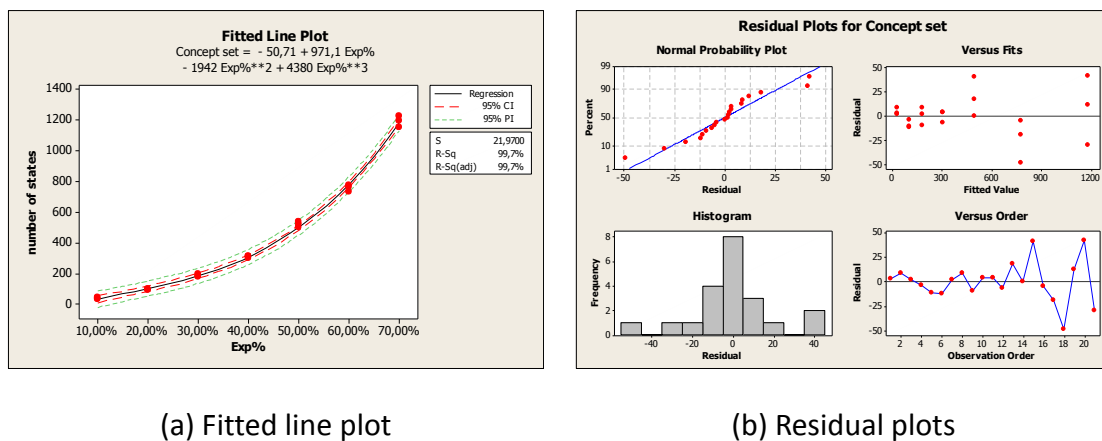 Fitted Line Plot
Concept set = - 50,71 + 971,1 Exp%
- 1942 Exp%**2 + 4380 Exp%**3
1400
1200
1000
800
600
400
200
0
number of states
10,00% 20,00% 30,00% 40,00% 50,00% 60,00% 70,00%
Exp%
Regression
95% CI
95% PI
S 21,9700
R-Sq 99,7%
R-Sq(adj) 99,7%
(a) Fitted line plot
Residual Plots for Concept set
Normal Probability Plot
99
90
50
10
1
Percent
-50 -25 0 25 50
Residual
Versus Fits
50
25
0
-25
-50
Residual
0 300 600 900 1200
Fitted Value
Histogram
8
6
4
2
0
Frequency
-40 -20 0 20 40
Residual
Versus Order
50
25
0
-25
-50
Residual
2 4 6 8 10 12 14 16 18 20
Observation Order
(b) Residual plots